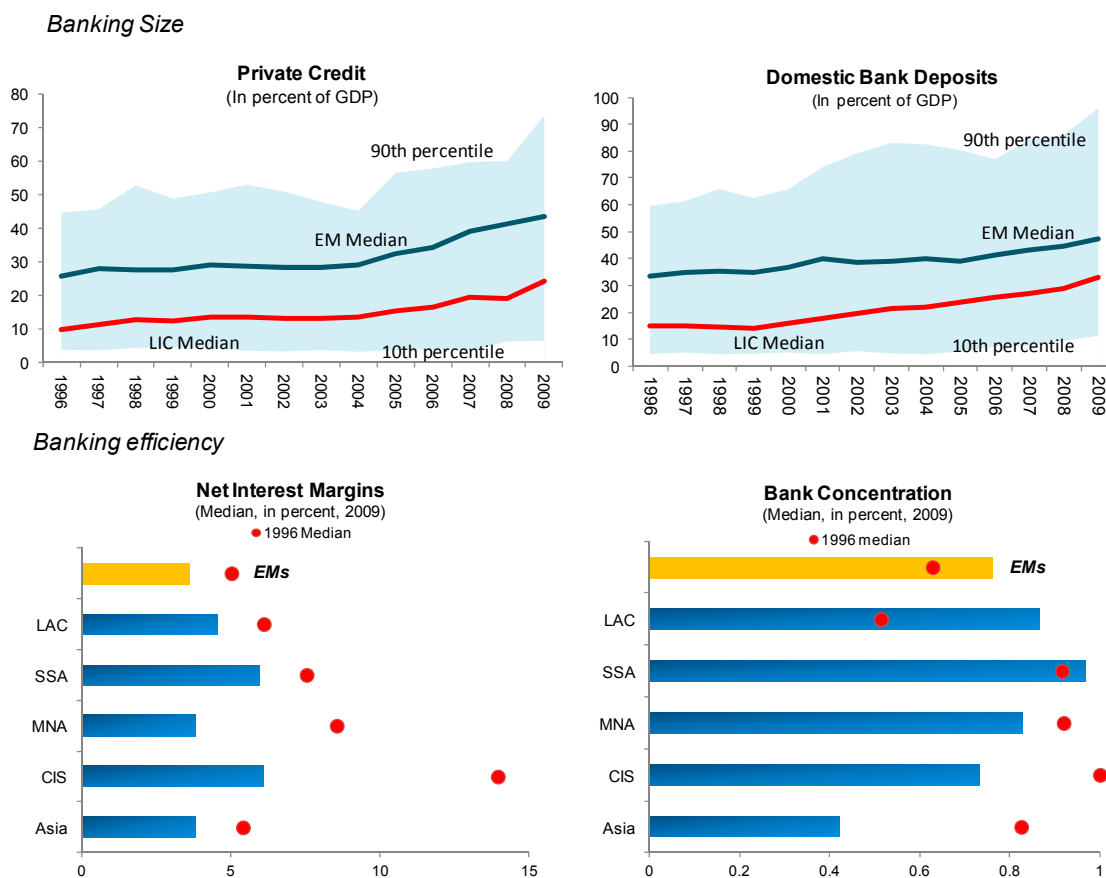 Banking Size
Private Credit
(In percent of GDP)
80
70
60
50
40
30
20
10
0
90th percentile
EM Median
LIC Median
10th percentile
1996
1997
1998
1999
2000
2001
2002
2003
2004
2005
2006
2007
2008
2009
Domestic Bank Deposits
(In percent of GDP)
100
90
80
70
60
50
40
30
20
10
0
90th percentile
EM Median
LIC Median
10th percentile
1996
1997
1998
1999
2000
2001
2002
2003
2004
2005
2006
2007
2008
2009
Banking efficiency
Net Interest Margins
(Median, in percent, 2009)
1996 Median
EMs
LAC
SSA
MNA
CIS
Asia
0 5 10 15
Bank Concentration
(Median, in percent, 2009)
1996 median
EMs
LAC
SSA
MNA
CIS
Asia
0 0.2 0.4 0.6 0.8 1